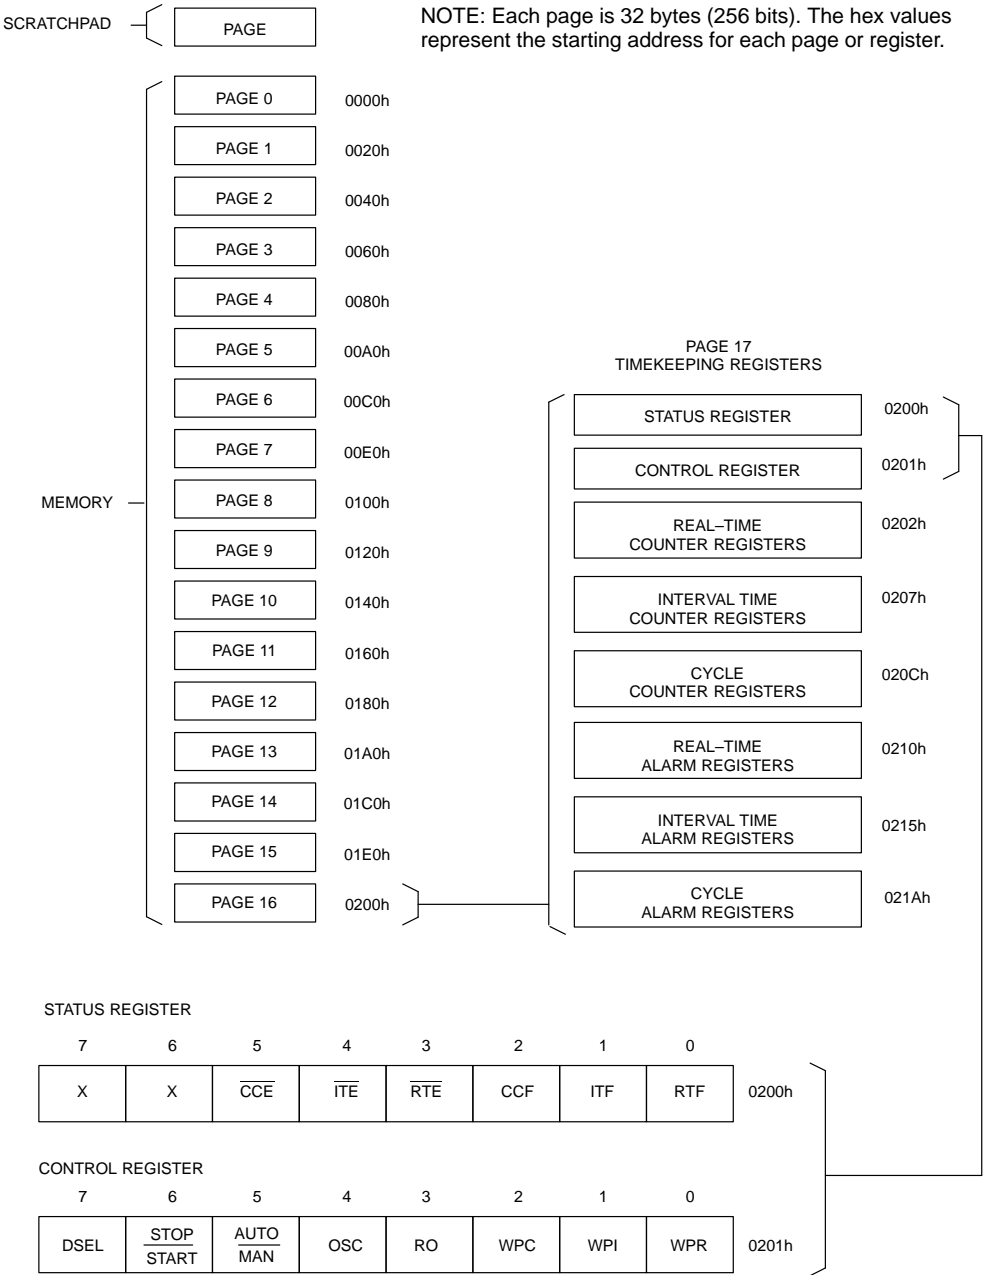 SCRATCHPAD
PAGE
NOTE: Each page is 32 bytes (256 bits). The hex values
represent the starting address for each page or register.
MEMORY
PAGE 0 0000h
PAGE 1 0020h
PAGE 2 0040h
PAGE 3 0060h
PAGE 4 0080h
PAGE 5 00A0h
PAGE 6 00C0h
PAGE 7 00E0h
PAGE 8 0100h
PAGE 9 0120h
PAGE 10 0140h
PAGE 11 0160h
PAGE 12 0180h
PAGE 13 01A0h
PAGE 14 01C0h
PAGE 15 01E0h
PAGE 16 0200h
PAGE 17
TIMEKEEPING REGISTERS
STATUS REGISTER 0200h
CONTROL REGISTER 0201h
REAL–TIME
COUNTER REGISTERS 0202h
INTERVAL TIME
COUNTER REGISTERS 0207h
CYCLE
COUNTER REGISTERS 020Ch
REAL–TIME
ALARM REGISTERS 0210h
INTERVAL TIME
ALARM REGISTERS 0215h
CYCLE
ALARM REGISTERS 021Ah
STATUS REGISTER
7 6 5 4 3 2 1 0
X X CCE ITE RTE CCF ITF RTF 0200h
CONTROL REGISTER
7 6 5 4 3 2 1 0
DSEL STOP START AUTO MAN OSC RO WPC WPI WPR 0201h